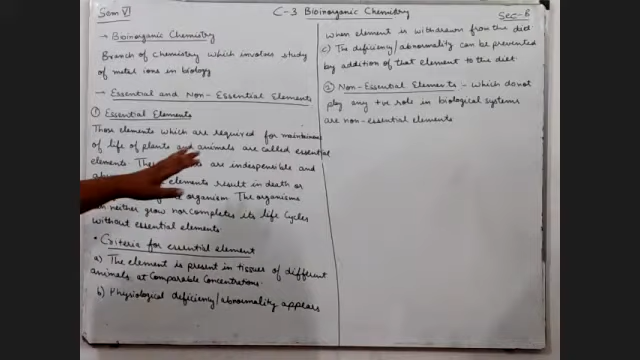 Sem VI
C-3 Bioinorganic Chemistry
Sec-B
→ Bioinorganic Chemistry
Branch of Chemistry which involves study
of metal ions in biology
→ Essential and Non-Essential Elements
① Essential Elements
Those elements which are required for maintainance
of life of plants and animals are called essential
elements. These are indespensible and
elements result in death or
organism. The organisms
can neither grow nor completes its life cycles
without essential elements
• Criteria for essential element
a) The element is present in tissues of different
animals at comparable concentrations.
b) Physiological deficiency/abnormality appears
when element is withdrawn from the diet
c) The deficiency/abnormality can be prevented
by addition of that element to the diet.
② Non-Essential Elements - which donot
play any +ve role in biological systems
are non-essential elements